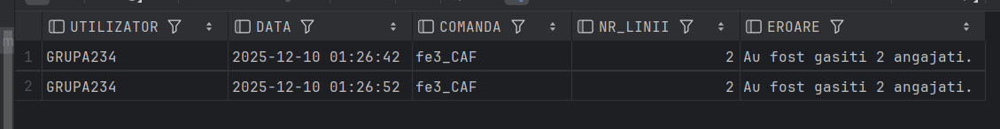 UTILIZATOR DATA COMANDA NR_LINII EROARE
1 GRUPA234 2025-12-10 01:26:42 fe3_CAF 2 Au fost gasiti 2 angajati.
2 GRUPA234 2025-12-10 01:26:52 fe3_CAF 2 Au fost gasiti 2 angajati.